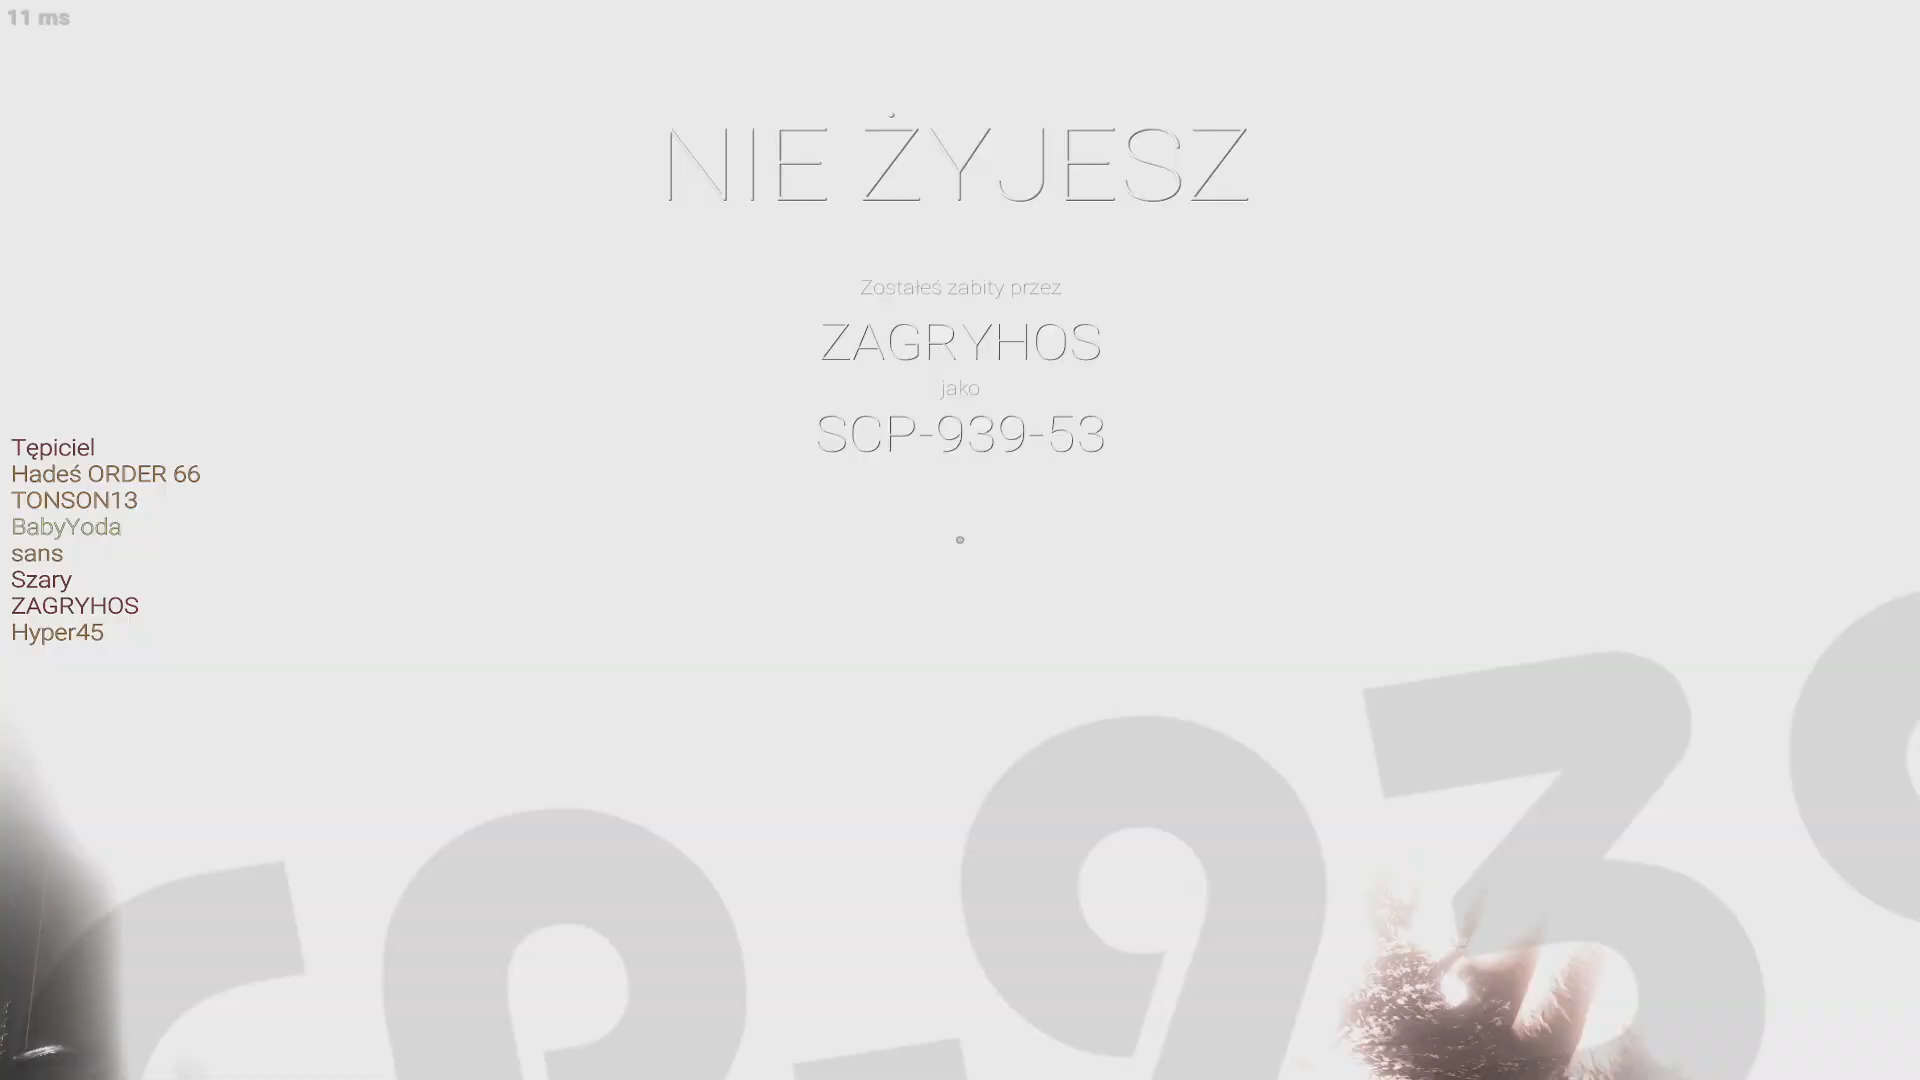 11 ms
NIE ŻYJESZ
Zostałeś zabity przez
ZAGRYHOS
jako
SCP-939-53
Tępiciel
Hadeś ORDER 66
TONSON13
BabyYoda
sans
Szary
ZAGRYHOS
Hyper45